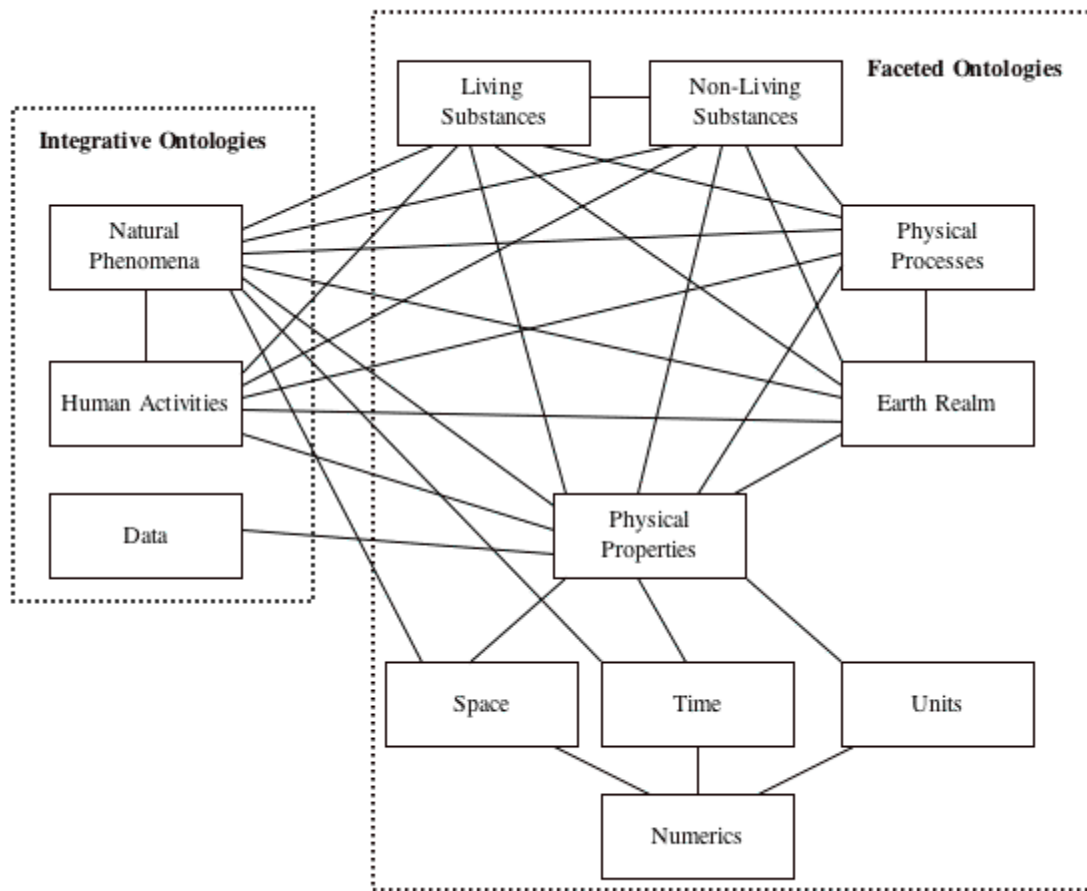 Faceted Ontologies
Living
Substances
Non-Living
Substances
Integrative Ontologies
Natural
Phenomena
Physical
Processes
Human Activities
Earth Realm
Data
Physical
Properties
Space
Time
Units
Numerics